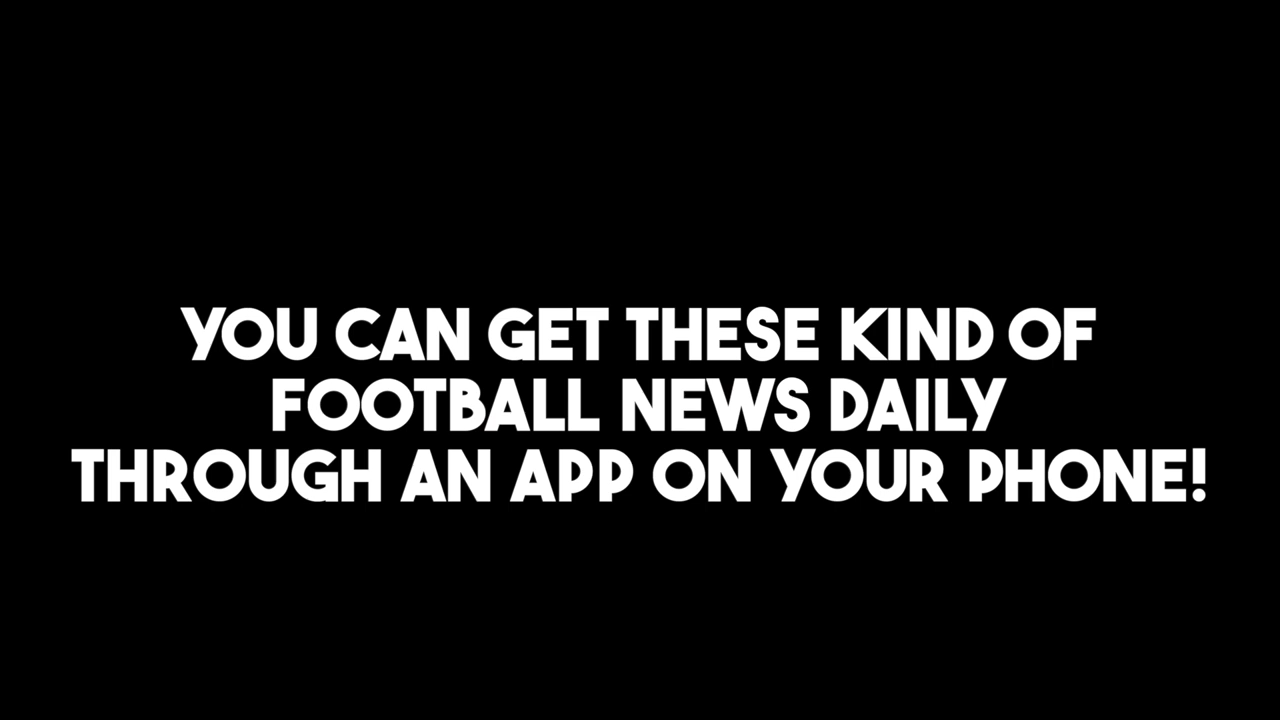 YOU CAN GET THESE KIND OF
FOOTBALL NEWS DAILY
THROUGH AN APP ON YOUR PHONE!